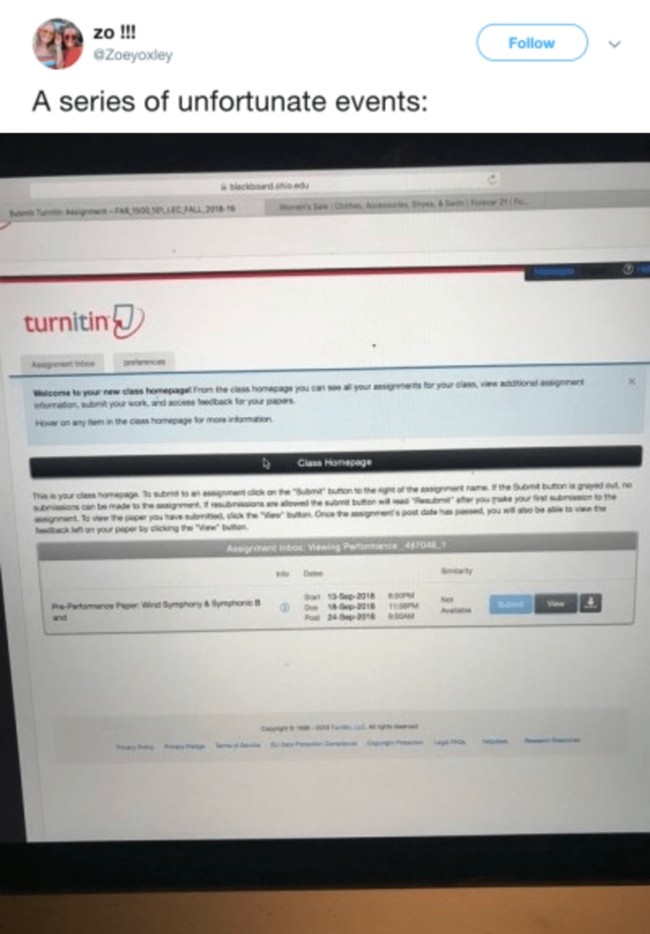 zo !!!
@Zoeyoxley
Follow
A series of unfortunate events:
blackboard.ohio.edu
Submit Turnitin Assignment – FAR_1500_101_LEC_FALL_2018-19
Women's Sale | Clothes, Accessories, Shoes, & Swim | Forever 21 | Fo...
Messages
turnitin
Assignment Inbox
preferences
Welcome to your new class homepage! From the class homepage you can see all your assignments for your class, view additional assignment
information, submit your work, and access feedback for your papers.
Hover on any item in the class homepage for more information.
Class Homepage
This is your class homepage. To submit to an assignment click on the "Submit" button to the right of the assignment name. If the Submit button is grayed out, no
submissions can be made to the assignment. If resubmissions are allowed the submit button will read "Resubmit" after you make your first submission to the
assignment. To view the paper you have submitted, click the "View" button. Once the assignment's post date has passed, you will also be able to view the
feedback left on your paper by clicking the "View" button.
Assignment Inbox: Viewing Performance _467046_1
Info Dates Similarity
Pre-Performance Paper: Wind Symphony & Symphonic B
and
Start 13-Sep-2018 6:00PM
Due 18-Sep-2018 11:00PM
Post 24-Sep-2018
Not
Available
Submit
View
Copyright © 1998 – 2018 Turnitin, LLC. All rights reserved.
Privacy Policy Privacy Pledge Terms of Service EU Data Protection Compliance Copyright Protection Legal FAQs Helpdesk Research Resources